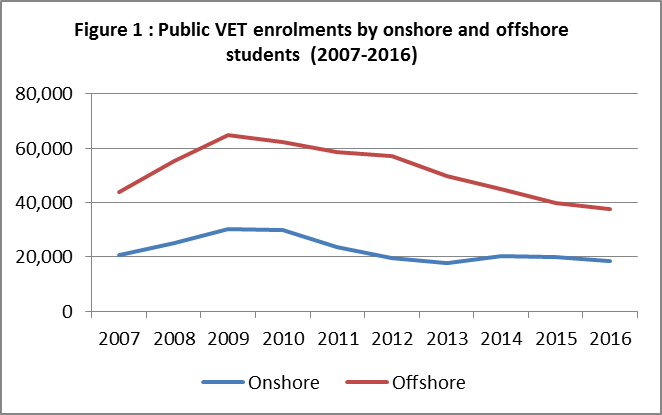 Figure 1 : Public VET enrolments by onshore and offshore
students (2007-2016)
80,000
60,000
40,000
20,000
0
2007 2008 2009 2010 2011 2012 2013 2014 2015 2016
Onshore Offshore